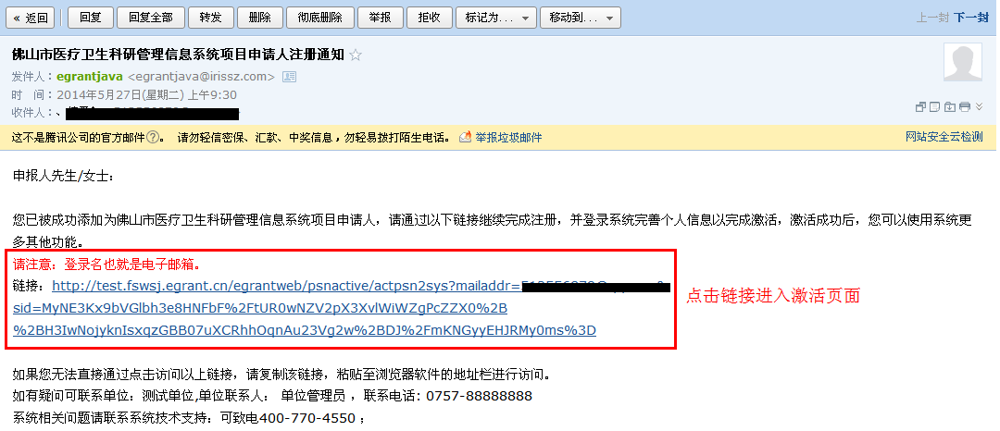 « 返回 回复 回复全部 转发 删除 彻底删除 举报 拒收 标记为... 移动到... 上一封 下一封
佛山市医疗卫生科研管理信息系统项目申请人注册通知
发件人：egrantjava <egrantjava@irissz.com>
时 间：2014年5月27日(星期二) 上午9:30
收件人：
这不是腾讯公司的官方邮件。 请勿轻信密保、汇款、中奖信息，勿轻易拨打陌生电话。 举报垃圾邮件 网站安全云检测
申报人先生/女士：
您已被成功添加为佛山市医疗卫生科研管理信息系统项目申请人，请通过以下链接继续完成注册，并登录系统完善个人信息以完成激活，激活成功后，您可以使用系统更
多其他功能。
请注意：登录名也就是电子邮箱。
链接：http://test.fswsj.egrant.cn/egrantweb/psnactive/actpsn2sys?mailaddr=
sid=MyNE3Kx9bVGlbh3e8HNFbF%2FtUR0wNZV2pX3XvlWiWZgPcZZX0%2B
%2BH3IwNojyknIsxqzGBB07uXCRhhOqnAu23Vg2w%2BDJ%2FmKNGyyEHJRMy0ms%3D
点击链接进入激活页面
如果您无法直接通过点击访问以上链接，请复制该链接，粘贴至浏览器软件的地址栏进行访问。
如有疑问可联系单位：测试单位,单位联系人： 单位管理员 ，联系电话：0757-88888888
系统相关问题请联系系统技术支持：可致电400-770-4550；